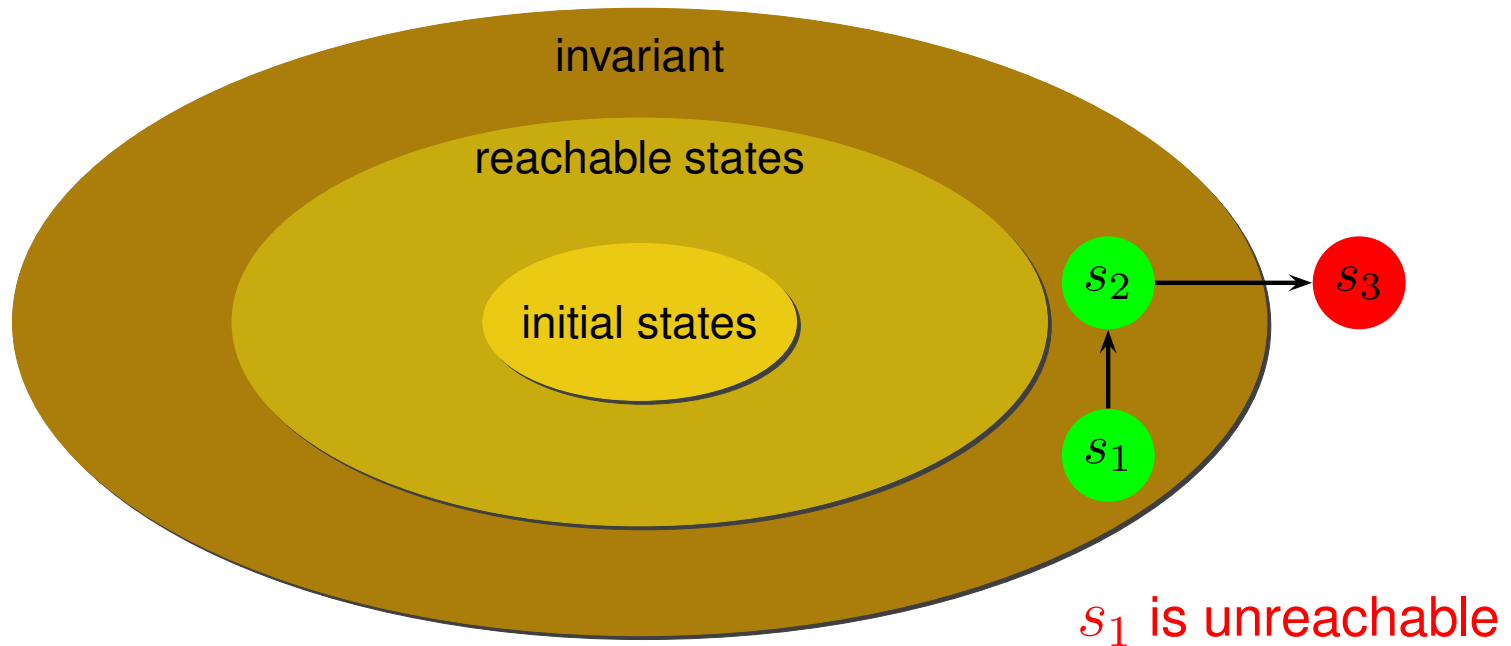 invariant
reachable states
initial states
s₂
s₃
s₁
s₁ is unreachable